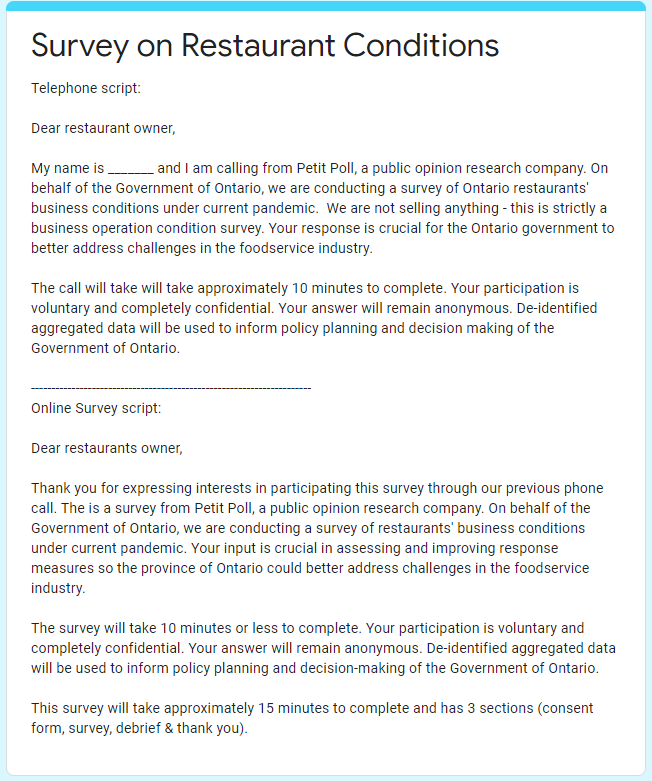 Survey on Restaurant Conditions
Telephone script:
Dear restaurant owner,
My name is _______ and I am calling from Petit Poll, a public opinion research company. On
behalf of the Government of Ontario, we are conducting a survey of Ontario restaurants'
business conditions under current pandemic.  We are not selling anything - this is strictly a
business operation condition survey. Your response is crucial for the Ontario government to
better address challenges in the foodservice industry.
The call will take will take approximately 10 minutes to complete. Your participation is
voluntary and completely confidential. Your answer will remain anonymous. De-identified
aggregated data will be used to inform policy planning and decision making of the
Government of Ontario.
--------------------------------------------------------------------
Online Survey script:
Dear restaurants owner,
Thank you for expressing interests in participating this survey through our previous phone
call. The is a survey from Petit Poll, a public opinion research company. On behalf of the
Government of Ontario, we are conducting a survey of restaurants' business conditions
under current pandemic. Your input is crucial in assessing and improving response
measures so the province of Ontario could better address challenges in the foodservice
industry.
The survey will take 10 minutes or less to complete. Your participation is voluntary and
completely confidential. Your answer will remain anonymous. De-identified aggregated data
will be used to inform policy planning and decision-making of the Government of Ontario.
This survey will take approximately 15 minutes to complete and has 3 sections (consent
form, survey, debrief & thank you).